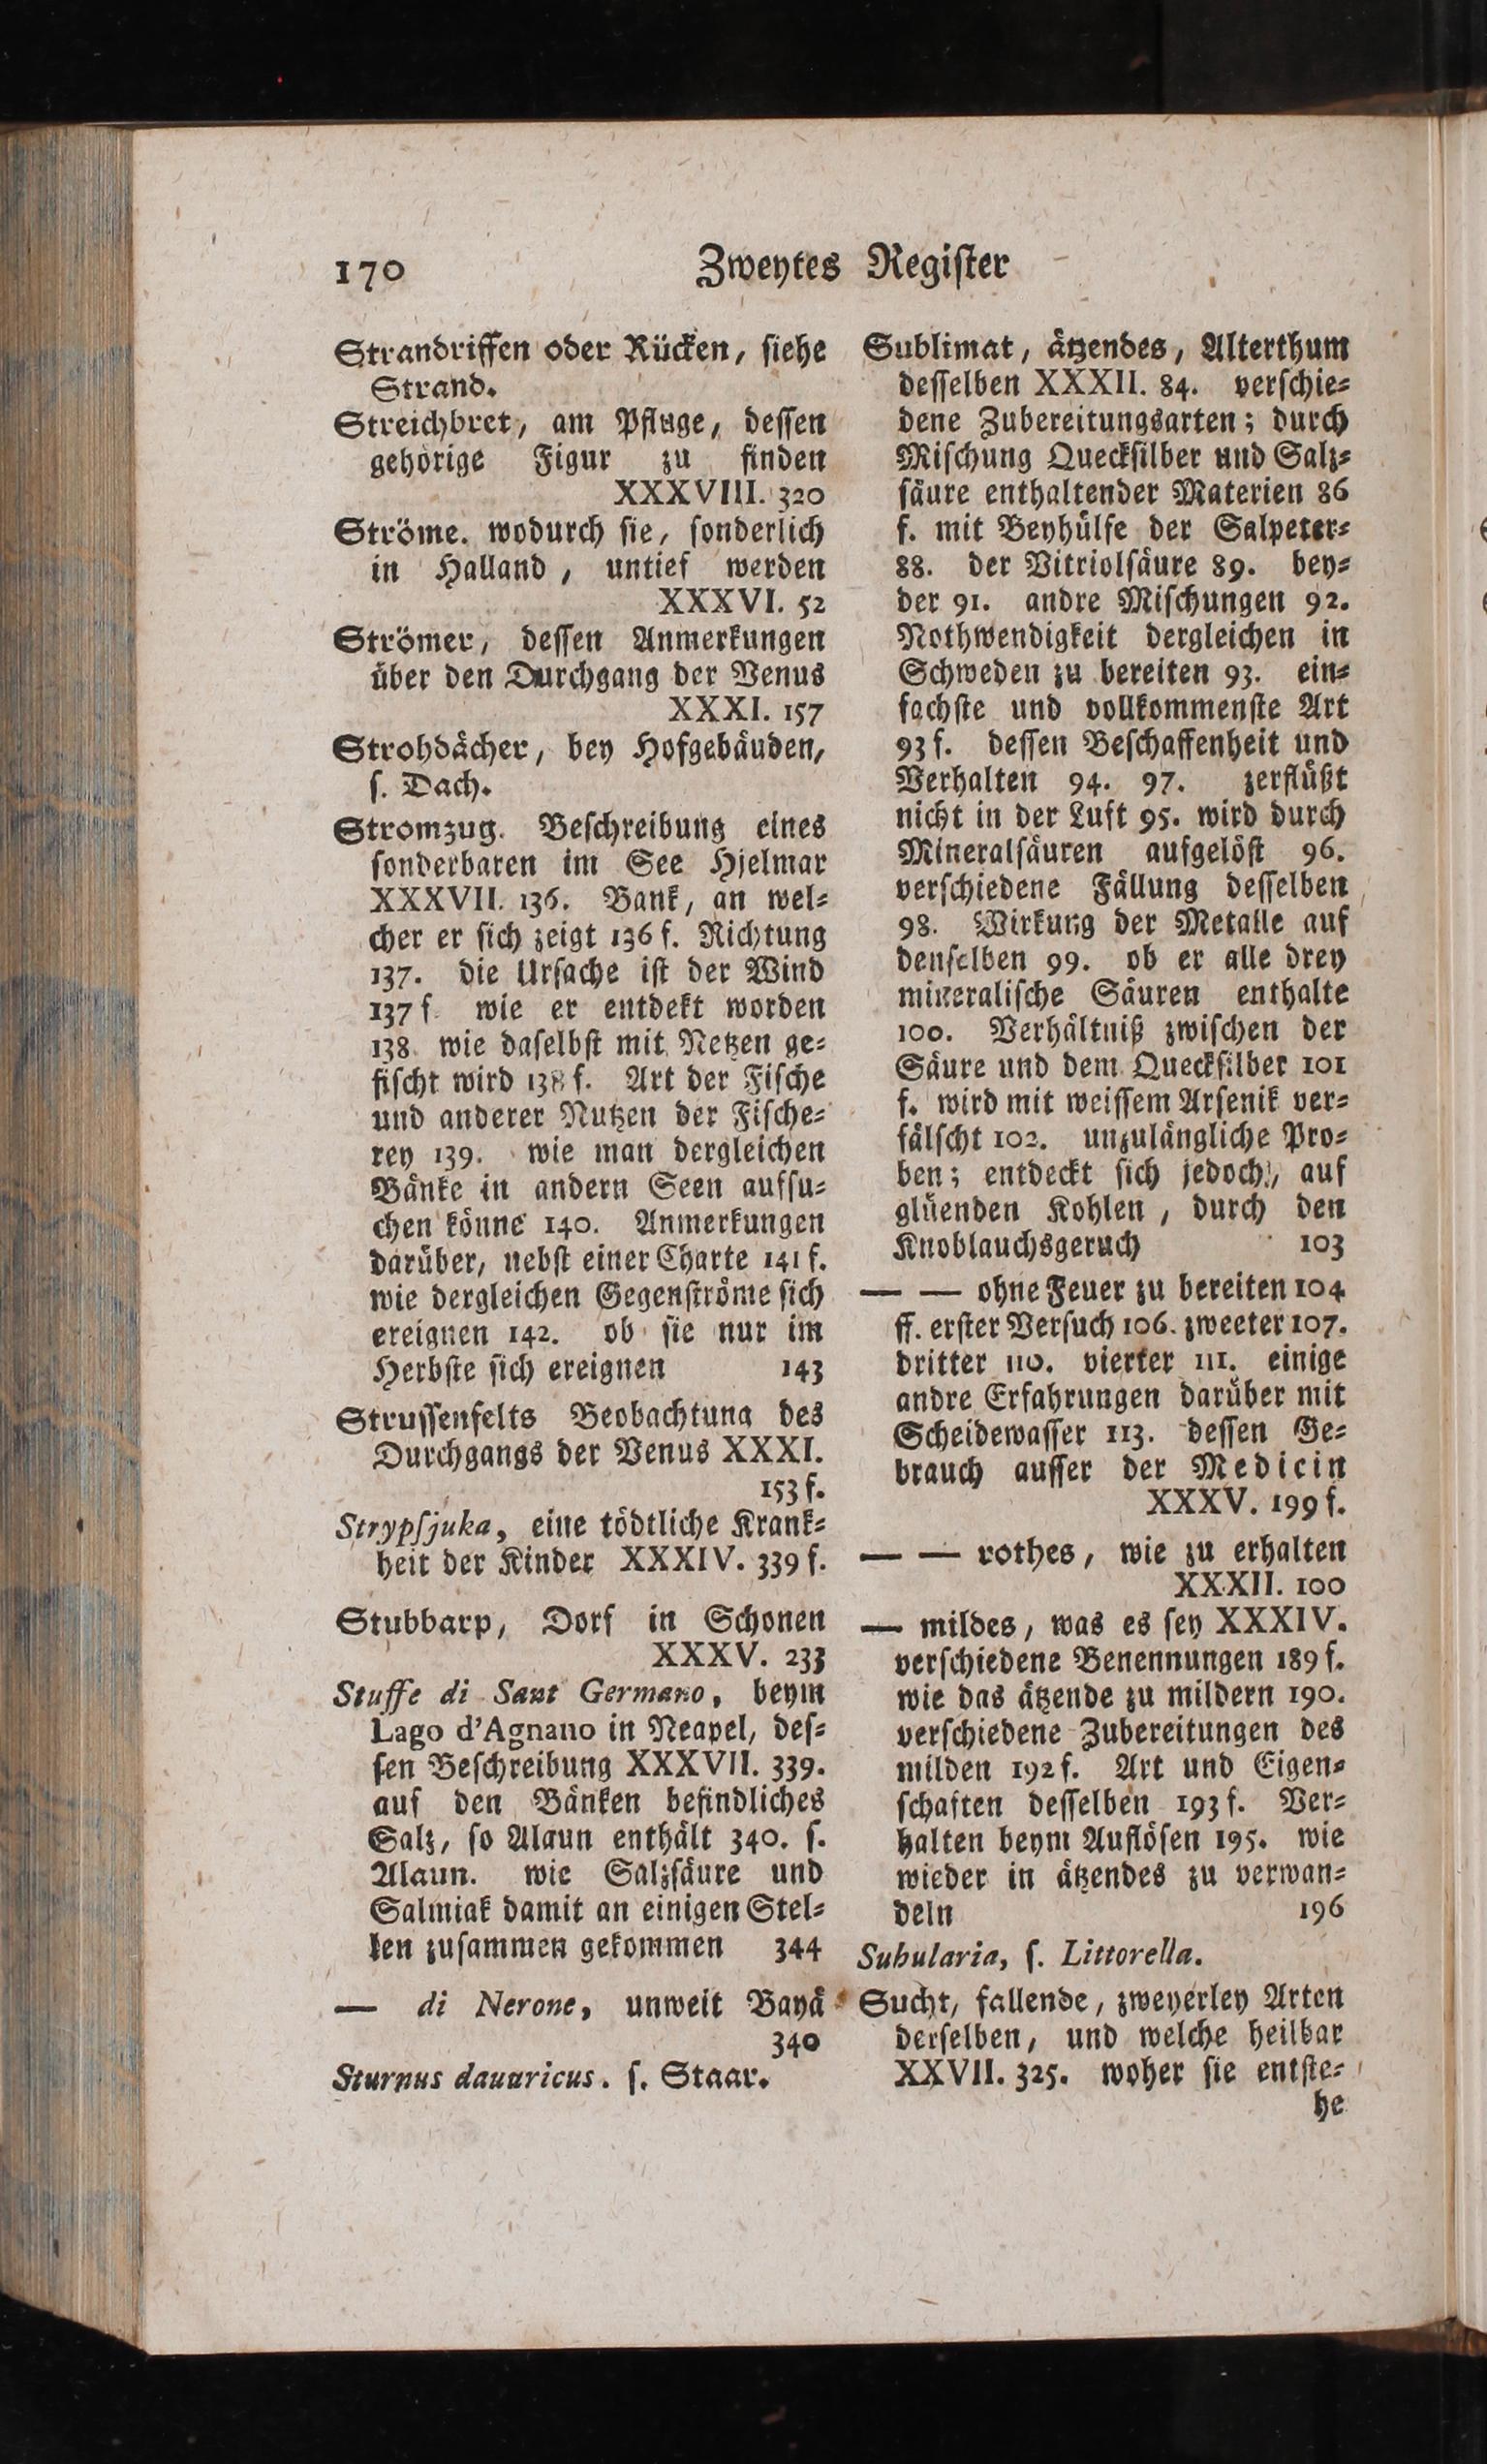 170 Zweytes Regiſter
Strandriffen oder Rücken, ſiehe
Strand.
Streichbret, am Pfluge, deſſen
gehörige Figur zu finden
XXXVIII. 320
Ströme. wodurch ſie, ſonderlich
in Halland, untief werden
XXXVI. 52
Strömer, deſſen Anmerkungen
über den Durchgang der Venus
XXXI. 157
Strohdächer, bey Hofgebäuden,
ſ. Dach.
Stromzug. Beſchreibung eines
ſonderbaren im See Hjelmar
XXXVII. 136. Bank, an wel⸗
cher er ſich zeigt 136 f. Richtung
137. die Urſache iſt der Wind
137 f. wie er entdekt worden
138. wie daſelbſt mit Netzen ge⸗
fiſcht wird 138 f. Art der Fiſche
und anderer Nutzen der Fiſche⸗
rey 139. wie man dergleichen
Bänke in andern Seen aufſu⸗
chen könne 140. Anmerkungen
darüber, nebſt einer Charte 141 f.
wie dergleichen Gegenſtröme ſich
ereignen 142. ob ſie nur im
Herbſte ſich ereignen 143
Struſſenfelts Beobachtung des
Durchgangs der Venus XXXI.
153 f.
Strypſjuka, eine tödtliche Krank⸗
heit der Kinder XXXIV. 339 f.
Stubbarp, Dorf in Schonen
XXXV. 233
Stuffe di Sant Germano, beym
Lago d'Agnano in Neapel, deſ⸗
ſen Beſchreibung XXXVII. 339.
auf den Bänken befindliches
Salz, ſo Alaun enthält 340. ſ.
Alaun. wie Salzſäure und
Salmiak damit an einigen Stel⸗
len zuſammen gekommen 344
— di Nerone, unweit Bayä
340
Sturnus dauuricus. ſ. Staar.
Sublimat, ätzendes, Alterthum
deſſelben XXXII. 84. verſchie⸗
dene Zubereitungsarten; durch
Miſchung Queckſilber und Salz⸗
ſäure enthaltender Materien 86
f. mit Beyhülfe der Salpeter⸗
88. der Vitriolſäure 89. bey⸗
der 91. andre Miſchungen 92.
Nothwendigkeit dergleichen in
Schweden zu bereiten 93. ein⸗
fachſte und vollkommenſte Art
93 f. deſſen Beſchaffenheit und
Verhalten 94. 97. zerflüßt
nicht in der Luft 95. wird durch
Mineralſäuren aufgelöſt 96.
verſchiedene Fällung deſſelben
98. Wirkung der Metalle auf
denſelben 99. ob er alle drey
mineraliſche Säuren enthalte
100. Verhältniß zwiſchen der
Säure und dem Queckſilber 101
f. wird mit weiſſem Arſenik ver⸗
fälſcht 102. unzulängliche Pro⸗
ben; entdeckt ſich jedoch, auf
glüenden Kohlen, durch den
Knoblauchsgeruch 103
— — ohne Feuer zu bereiten 104
ff. erſter Verſuch 106. zweeter 107.
dritter 110. vierter 111. einige
andre Erfahrungen darüber mit
Scheidewaſſer 113. deſſen Ge⸗
brauch auſſer der Medicin
XXXV. 199 f.
— — rothes, wie zu erhalten
XXXII. 100
— mildes, was es ſey XXXIV.
verſchiedene Benennungen 189 f.
wie das ätzende zu mildern 190.
verſchiedene Zubereitungen des
milden 192 f. Art und Eigen⸗
ſchaften deſſelben 193 f. Ver⸗
halten beym Auflöſen 195. wie
wieder in ätzendes zu verwan⸗
deln 196
Subularia, ſ. Littorella.
Sucht, fallende, zweyerley Arten
derſelben, und welche heilbar
XXVII. 325. woher ſie entſte⸗
he